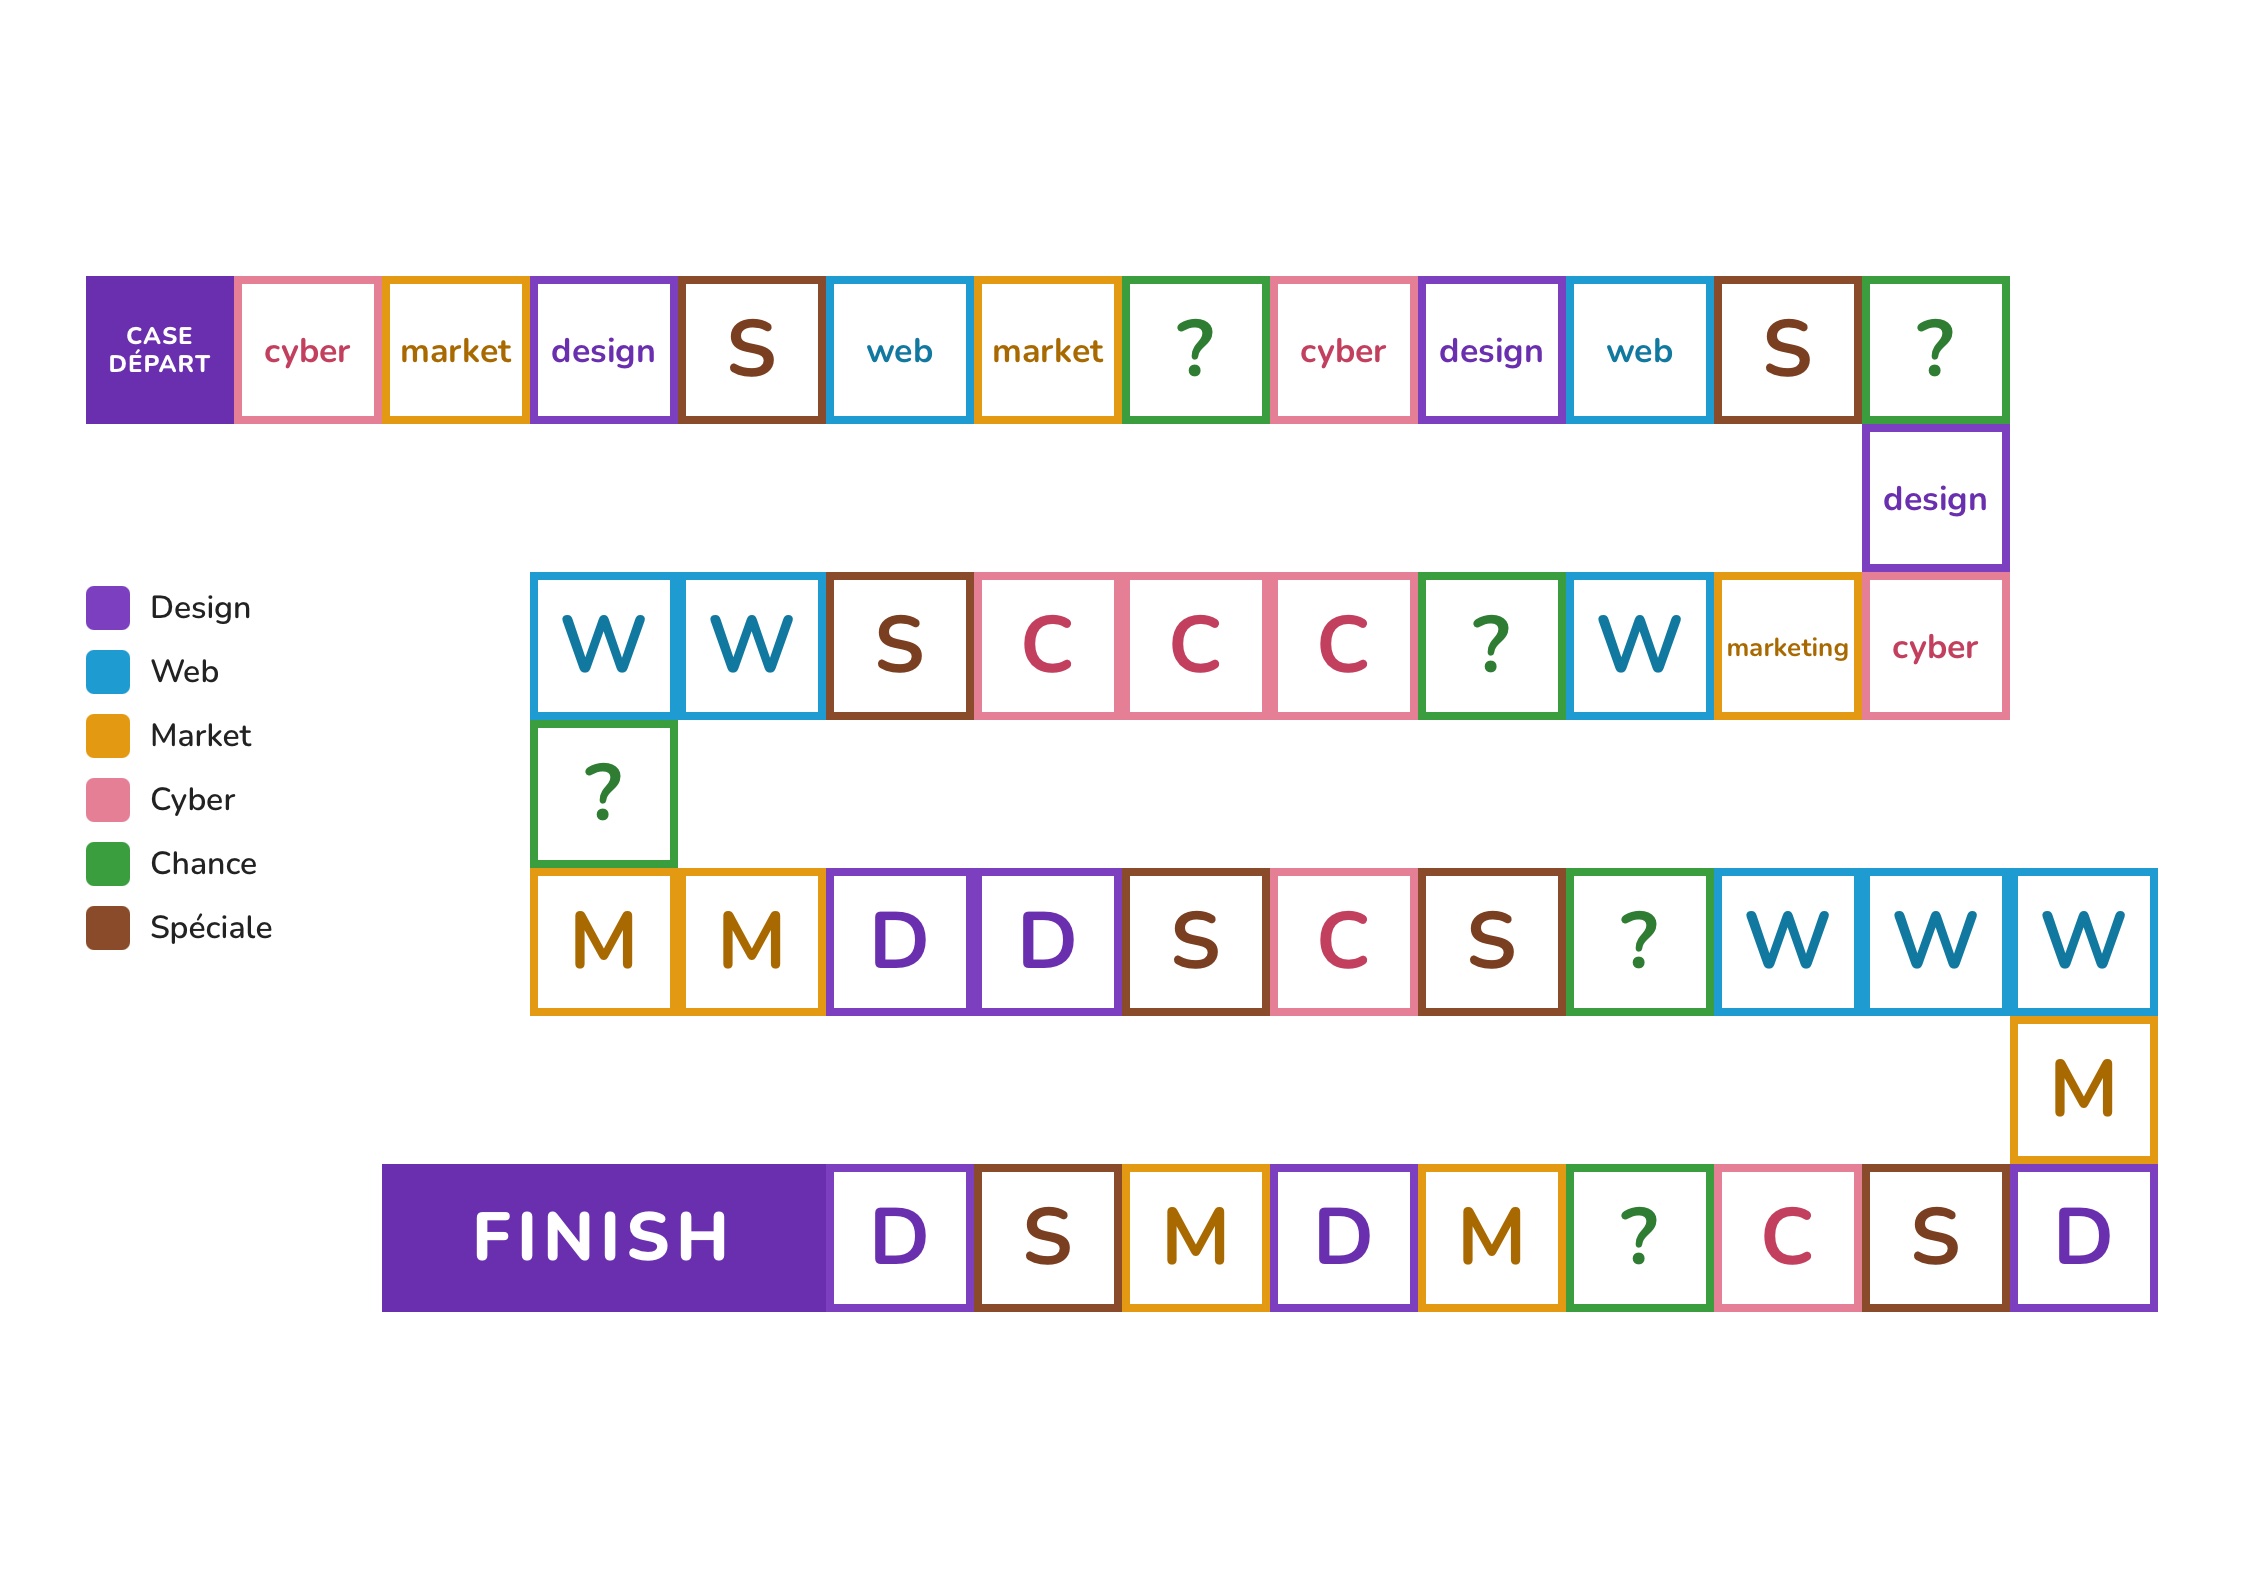 CASE
DÉPART
cyber
market
design
S
web
market
?
cyber
design
web
S
?
design
W
W
S
C
C
C
?
W
marketing
cyber
?
M
M
D
D
S
C
S
?
W
W
W
M
FINISH
D
S
M
D
M
?
C
S
D
Design
Web
Market
Cyber
Chance
Spéciale